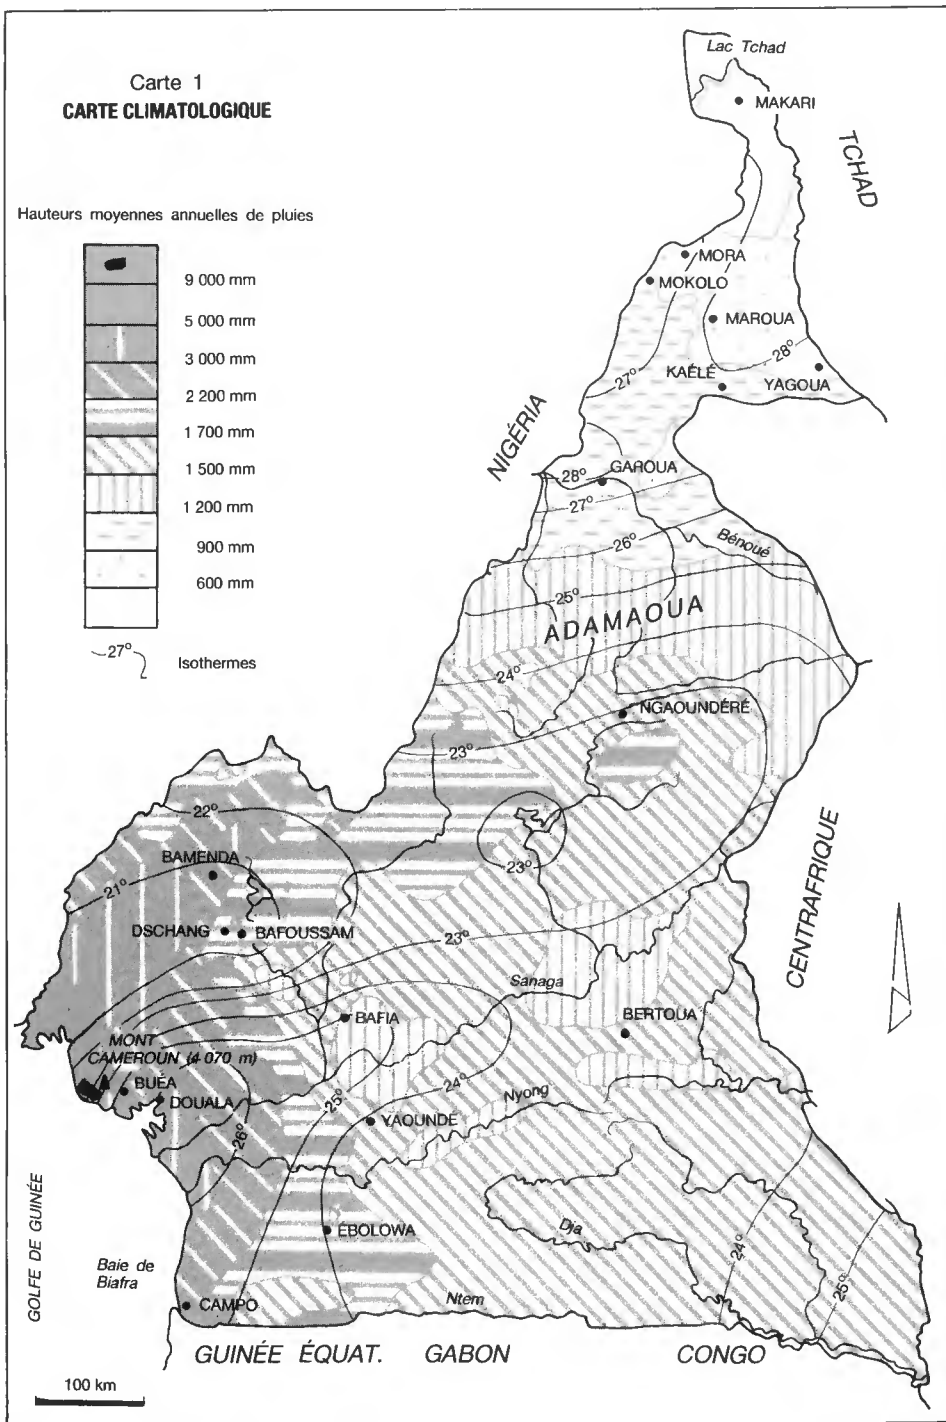 Carte 1
CARTE CLIMATOLOGIQUE
Hauteurs moyennes annuelles de pluies
9 000 mm
5 000 mm
3 000 mm
2 200 mm
1 700 mm
1 500 mm
1 200 mm
900 mm
600 mm
27°
Isothermes
Lac Tchad
MAKARI
TCHAD
MORA
MOKOLO
MAROUA
28°
27°
KAÉLÉ
YAGOUA
NIGÉRIA
28°
GAROUA
27°
26°
Bénoué
25°
ADAMAOUA
24°
NGAOUNDÉRÉ
23°
22°
BAMENDA
23°
21°
CENTRAFRIQUE
DSCHANG
BAFOUSSAM
23°
Sanaga
BAFIA
BERTOUA
MONT
CAMEROUN (4 070 m)
BUÉA
DOUALA
25°
24°
Nyong
26°
YAOUNDÉ
GOLFE DE GUINÉE
ÉBOLOWA
Dja
24°
25°
Baie de
Biafra
CAMPO
Ntem
GUINÉE ÉQUAT.
GABON
CONGO
100 km